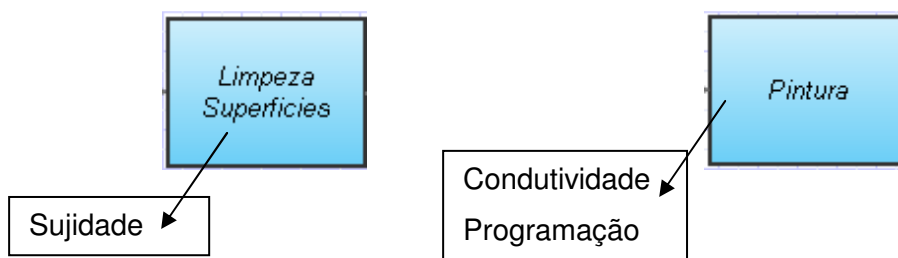 Limpeza
Superficies
Pintura
Sujidade
Condutividade
Programação